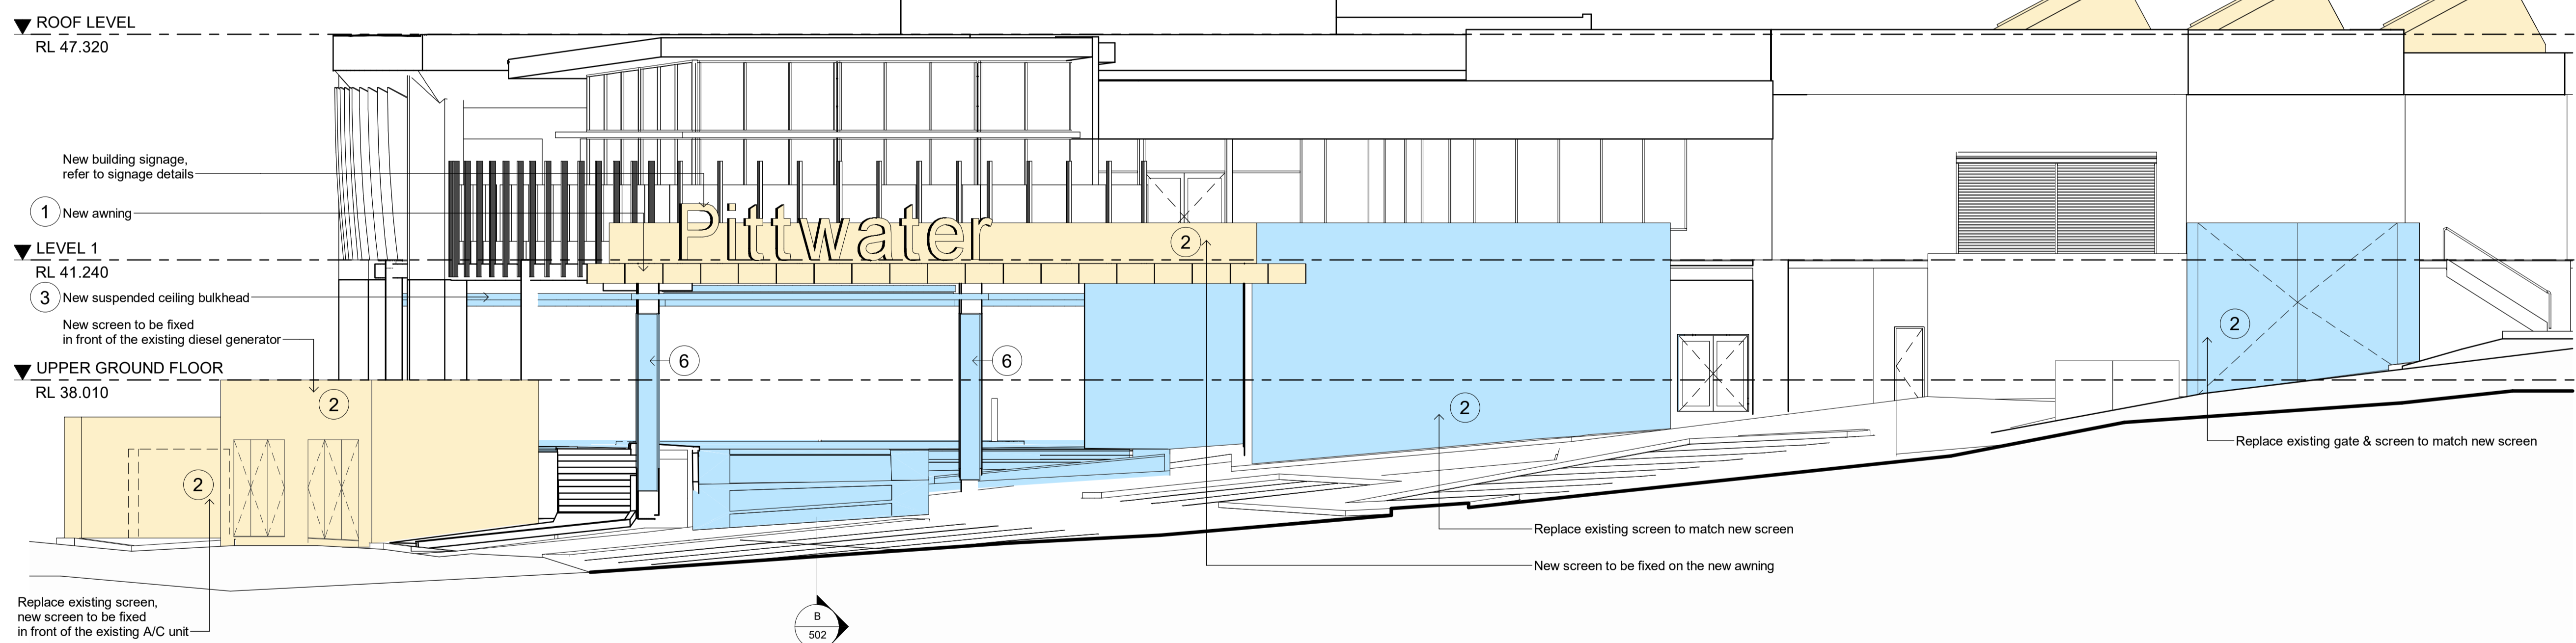 ROOF LEVEL
RL 47.320
New building signage,
refer to signage details
1 New awning
Pittwater
2
LEVEL 1
RL 41.240
3 New suspended ceiling bulkhead
New screen to be fixed
in front of the existing diesel generator
UPPER GROUND FLOOR
RL 38.010
6
6
2
2
2
2
Replace existing gate & screen to match new screen
Replace existing screen to match new screen
New screen to be fixed on the new awning
Replace existing screen,
new screen to be fixed
in front of the existing A/C unit
B
502